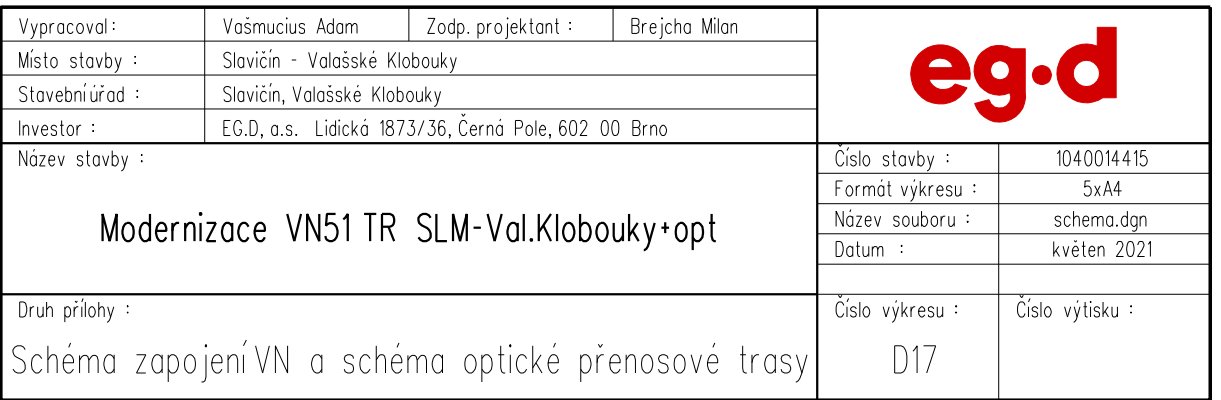 Vypracoval: Vašmucius Adam Zodp. projektant : Brejcha Milan
Místo stavby : Slavičín - Valašské Klobouky
Stavební úřad : Slavičín, Valašské Klobouky
Investor : EG.D, a.s. Lidická 1873/36, Černá Pole, 602 00 Brno
eg·d
Název stavby :
Modernizace VN51 TR SLM-Val.Klobouky+opt
Číslo stavby : 1040014415
Formát výkresu : 5xA4
Název souboru : schema.dgn
Datum : květen 2021
Druh přílohy :
Schéma zapojení VN a schéma optické přenosové trasy
Číslo výkresu :
D17
Číslo výtisku :